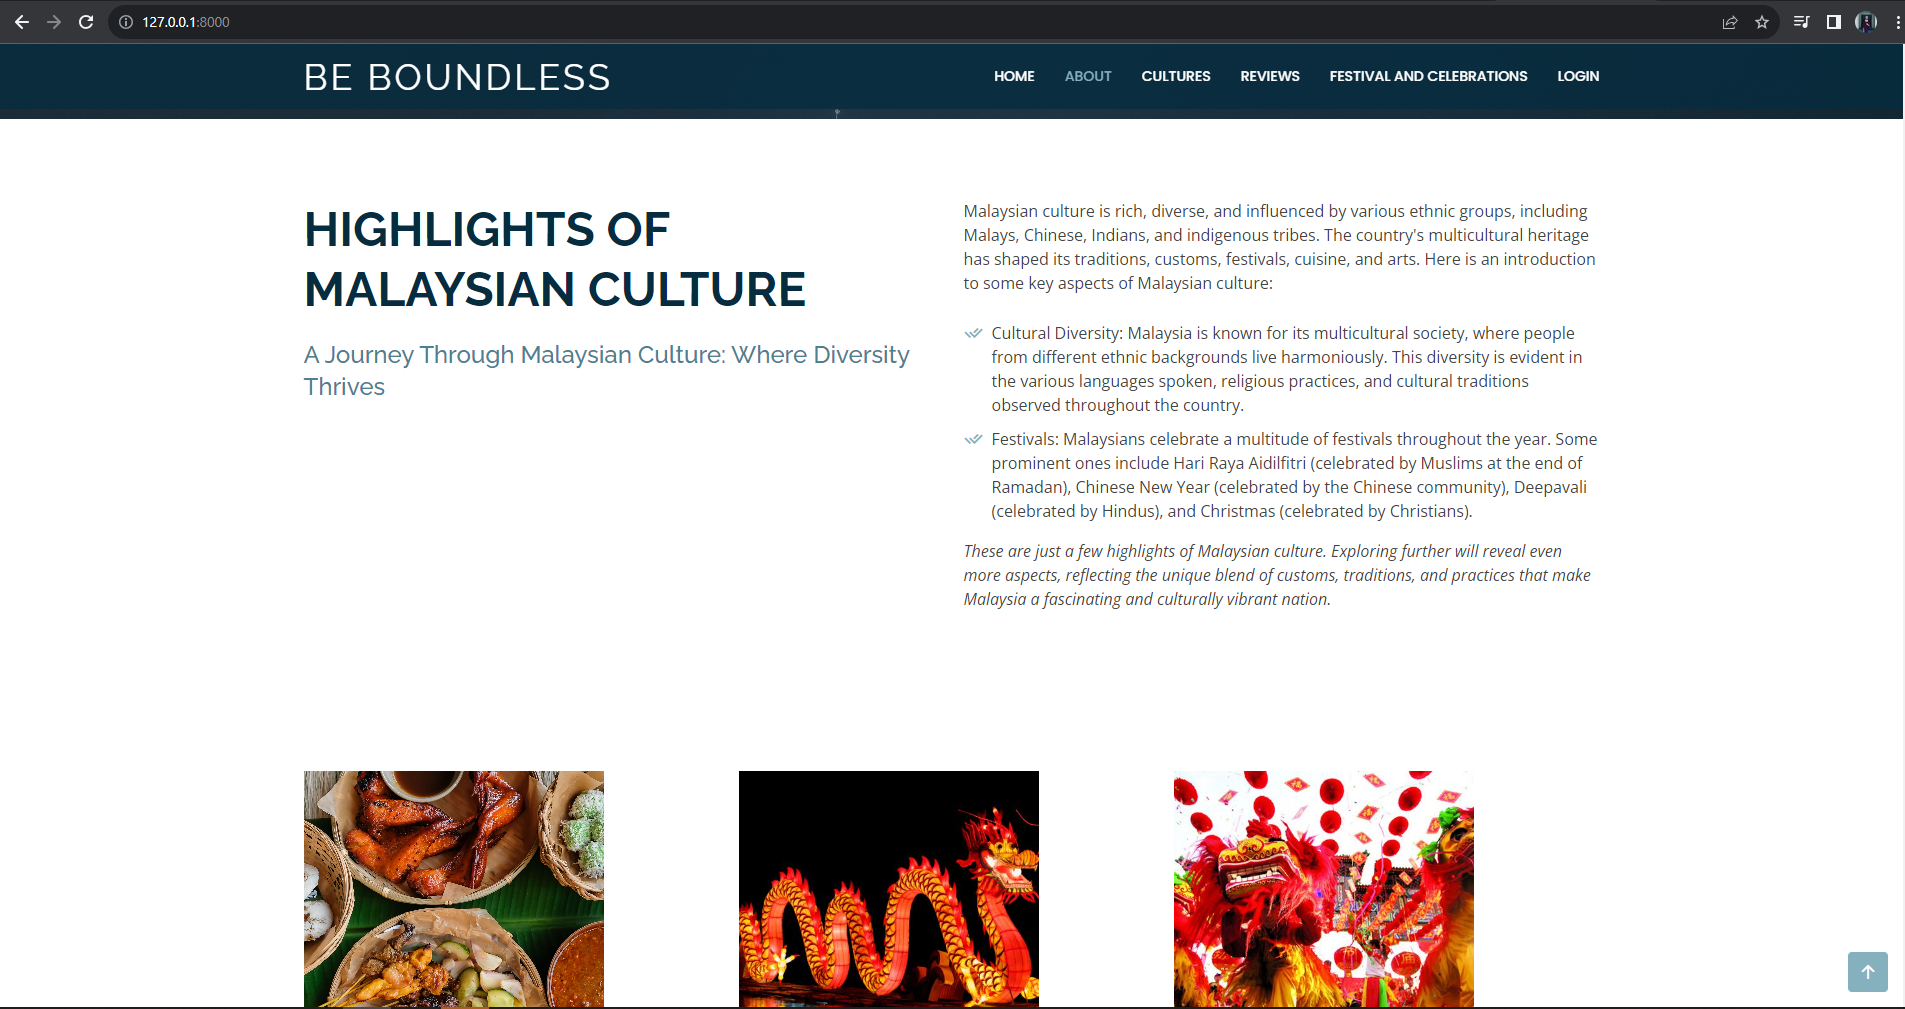 127.0.0.1:8000
BE BOUNDLESS
HOME ABOUT CULTURES REVIEWS FESTIVAL AND CELEBRATIONS LOGIN
HIGHLIGHTS OF
MALAYSIAN CULTURE
A Journey Through Malaysian Culture: Where Diversity
Thrives
Malaysian culture is rich, diverse, and influenced by various ethnic groups, including
Malays, Chinese, Indians, and indigenous tribes. The country's multicultural heritage
has shaped its traditions, customs, festivals, cuisine, and arts. Here is an introduction
to some key aspects of Malaysian culture:
Cultural Diversity: Malaysia is known for its multicultural society, where people
from different ethnic backgrounds live harmoniously. This diversity is evident in
the various languages spoken, religious practices, and cultural traditions
observed throughout the country.
Festivals: Malaysians celebrate a multitude of festivals throughout the year. Some
prominent ones include Hari Raya Aidilfitri (celebrated by Muslims at the end of
Ramadan), Chinese New Year (celebrated by the Chinese community), Deepavali
(celebrated by Hindus), and Christmas (celebrated by Christians).
These are just a few highlights of Malaysian culture. Exploring further will reveal even
more aspects, reflecting the unique blend of customs, traditions, and practices that make
Malaysia a fascinating and culturally vibrant nation.